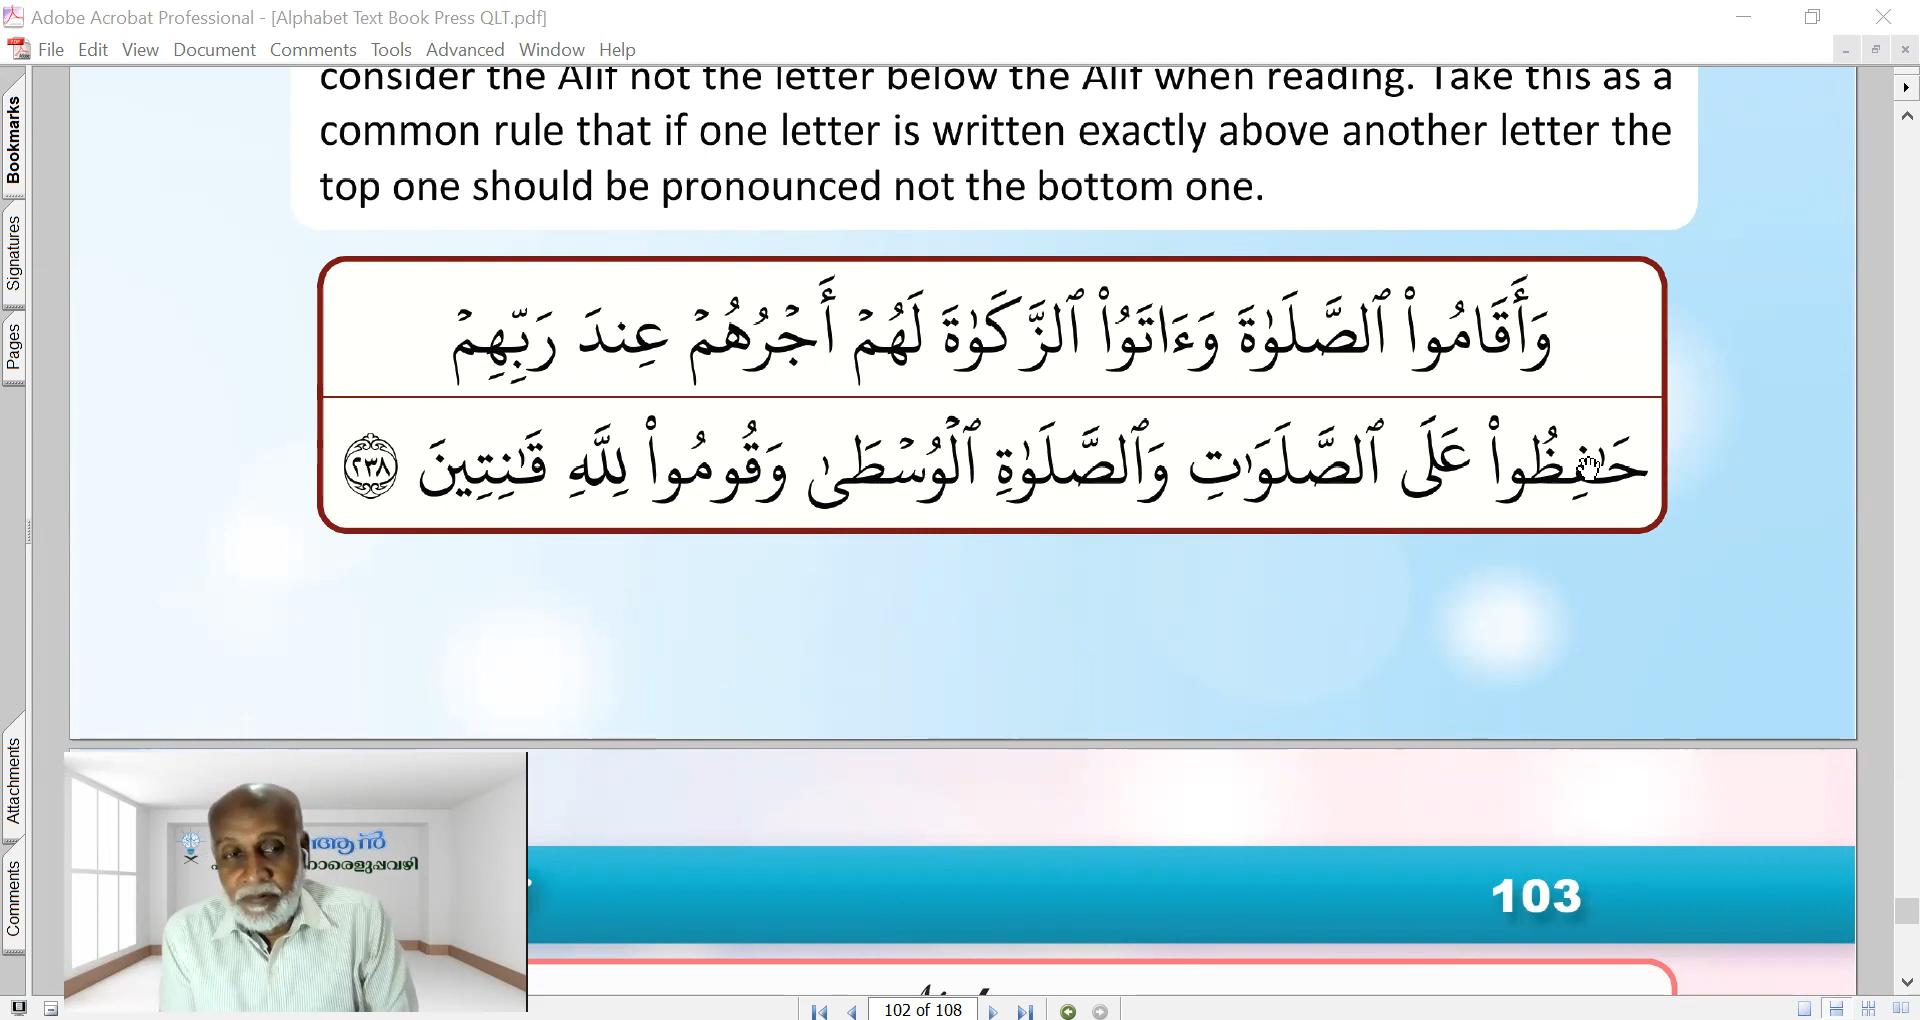 Adobe Acrobat Professional - [Alphabet Text Book Press QLT.pdf]
File Edit View Document Comments Tools Advanced Window Help
Bookmarks
Signatures
Pages
Attachments
Comments
consider the Alif not the letter below the Alif when reading. Take this as a
common rule that if one letter is written exactly above another letter the
top one should be pronounced not the bottom one.
وَأَقَامُوا۟ ٱلصَّلَوٰةَ وَءَاتَوُا۟ ٱلزَّكَوٰةَ لَهُمۡ أَجۡرُهُمۡ عِندَ رَبِّهِمۡ
حَـٰفِظُوا۟ عَلَى ٱلصَّلَوَٰتِ وَٱلصَّلَوٰةِ ٱلۡوُسۡطَىٰ وَقُومُوا۟ لِلَّهِ قَـٰنِتِينَ ٢٣٨
103
102 of 108